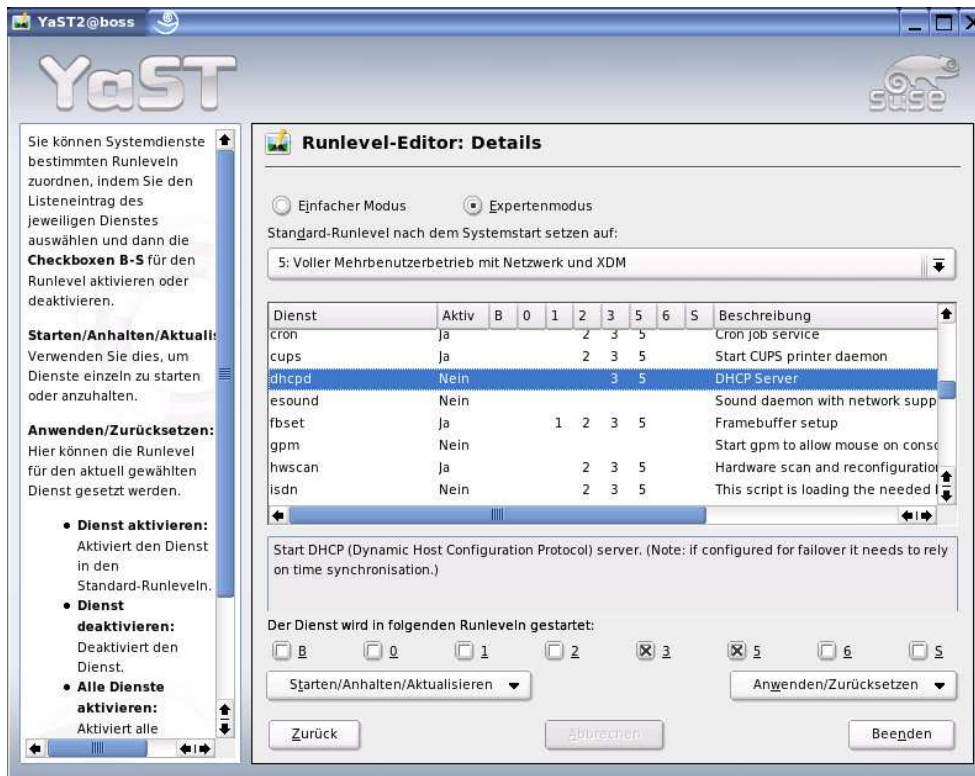 YaST2@boss
YaST
SUSE
Sie können Systemdienste
bestimmten Runleveln
zuordnen, indem Sie den
Listeneintrag des
jeweiligen Dienstes
auswählen und dann die
Checkboxen B-S für den
Runlevel aktivieren oder
deaktivieren.
Starten/Anhalten/Aktualis
Verwenden Sie dies, um
Dienste einzeln zu starten
oder anzuhalten.
Anwenden/Zurücksetzen:
Hier können die Runlevel
für den aktuell gewählten
Dienst gesetzt werden.
• Dienst aktivieren:
Aktiviert den Dienst
in den
Standard-Runleveln.
• Dienst
deaktivieren:
Deaktiviert den
Dienst.
• Alle Dienste
aktivieren:
Aktiviert alle
Runlevel-Editor: Details
Einfacher Modus Expertenmodus
Standard-Runlevel nach dem Systemstart setzen auf:
5: Voller Mehrbenutzerbetrieb mit Netzwerk und XDM
Dienst Aktiv B 0 1 2 3 5 6 S Beschreibung
cron Ja 2 3 5 Cron job service
cups Ja 2 3 5 Start CUPS printer daemon
dhcpd Nein 3 5 DHCP Server
esound Nein Sound daemon with network supp
fbset Ja 1 2 3 5 Framebuffer setup
gpm Nein Start gpm to allow mouse on conso
hwscan Ja 2 3 5 Hardware scan and reconfiguration
isdn Nein 2 3 5 This script is loading the needed
Start DHCP (Dynamic Host Configuration Protocol) server. (Note: if configured for failover it needs to rely
on time synchronisation.)
Der Dienst wird in folgenden Runleveln gestartet:
B 0 1 2 3 5 6 S
Starten/Anhalten/Aktualisieren Anwenden/Zurücksetzen
Zurück Abbrechen Beenden